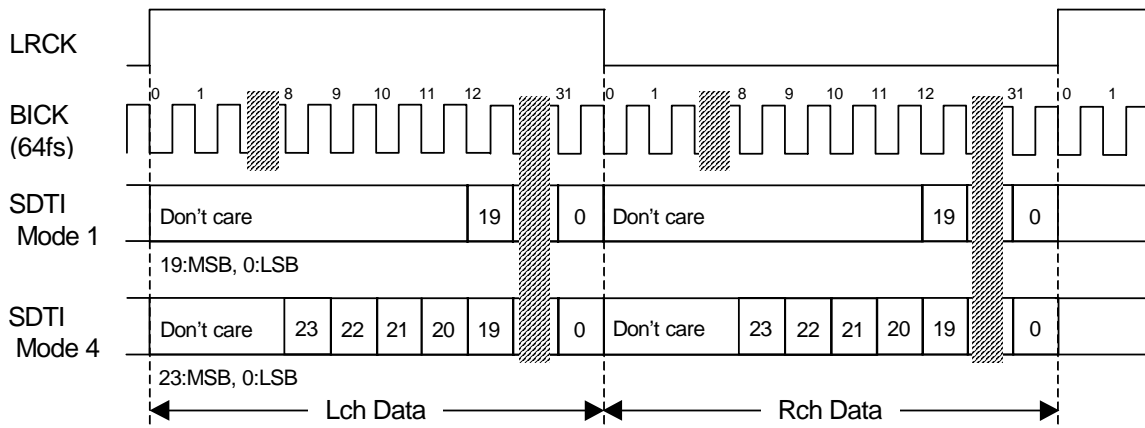 LRCK
0 1 8 9 10 11 12 31 0 1 8 9 10 11 12 31 0 1
BICK
(64fs)
SDTI
Mode 1
Don't care 19 0 Don't care 19 0
19:MSB, 0:LSB
SDTI
Mode 4
Don't care 23 22 21 20 19 0 Don't care 23 22 21 20 19 0
23:MSB, 0:LSB
Lch Data Rch Data